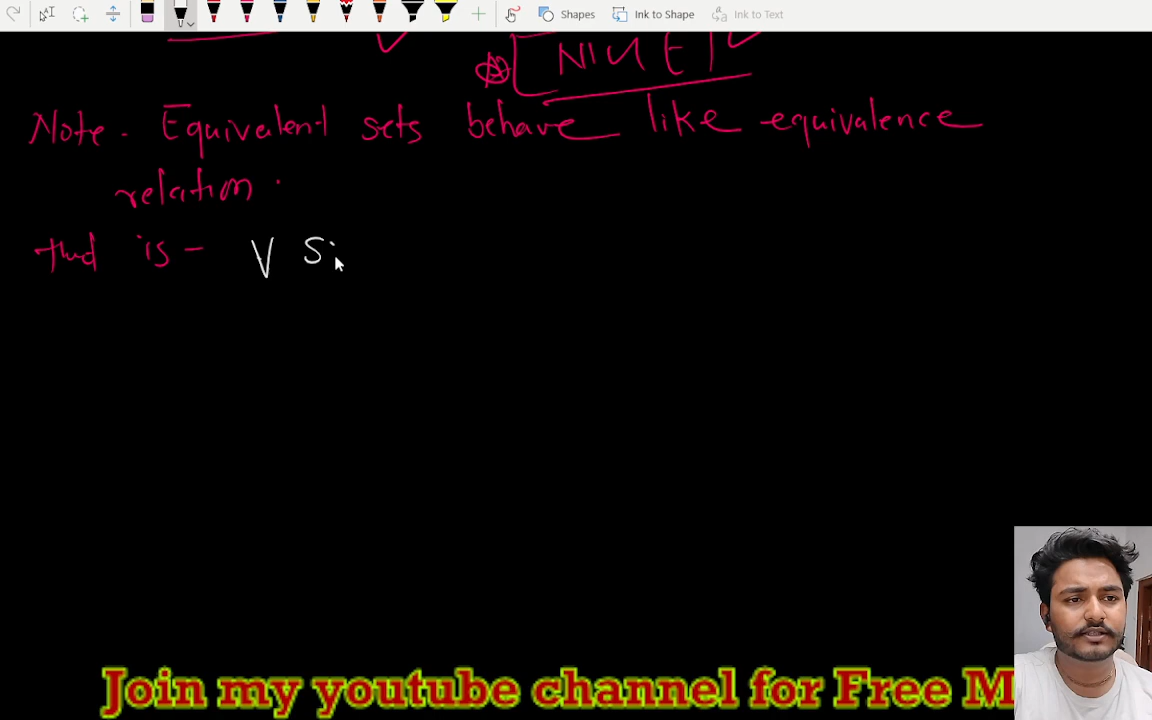 Shapes Ink to Shape Ink to Text
Note - Equivalent sets behave like equivalence
relation.
that is - ∀ Si
Join my youtube channel for Free M